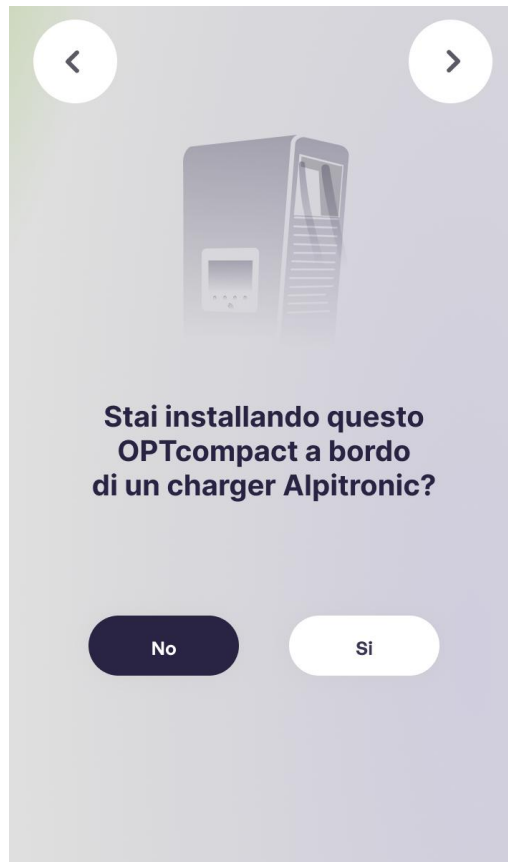 Stai installando questo
OPTcompact a bordo
di un charger Alpitronic?
No
Si